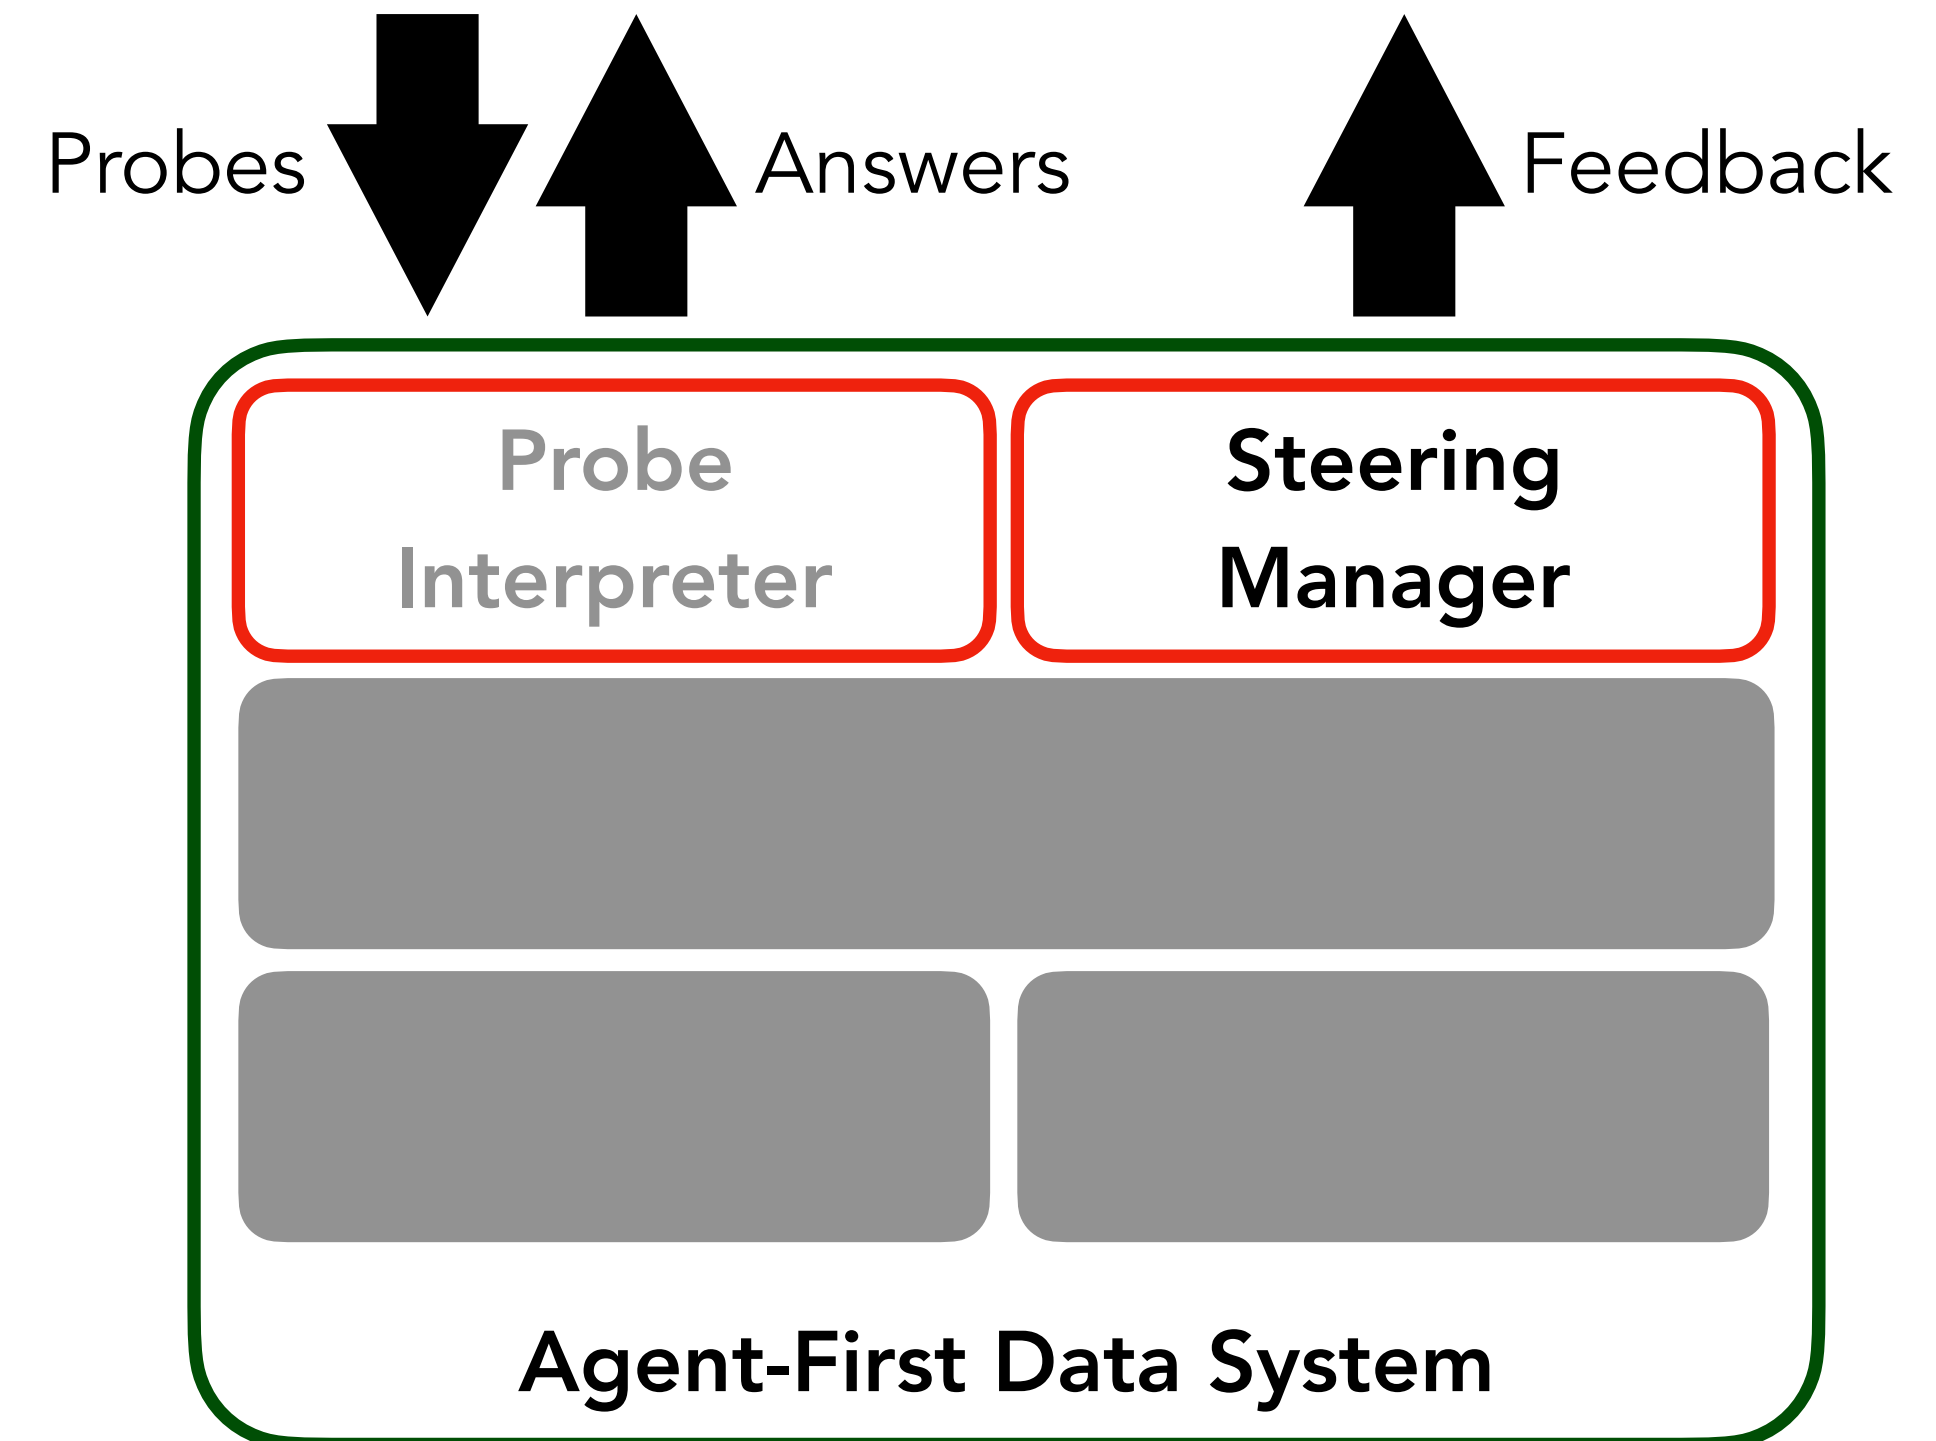 Probes
Answers
Feedback
Probe
Interpreter
Steering
Manager
Agent-First Data System